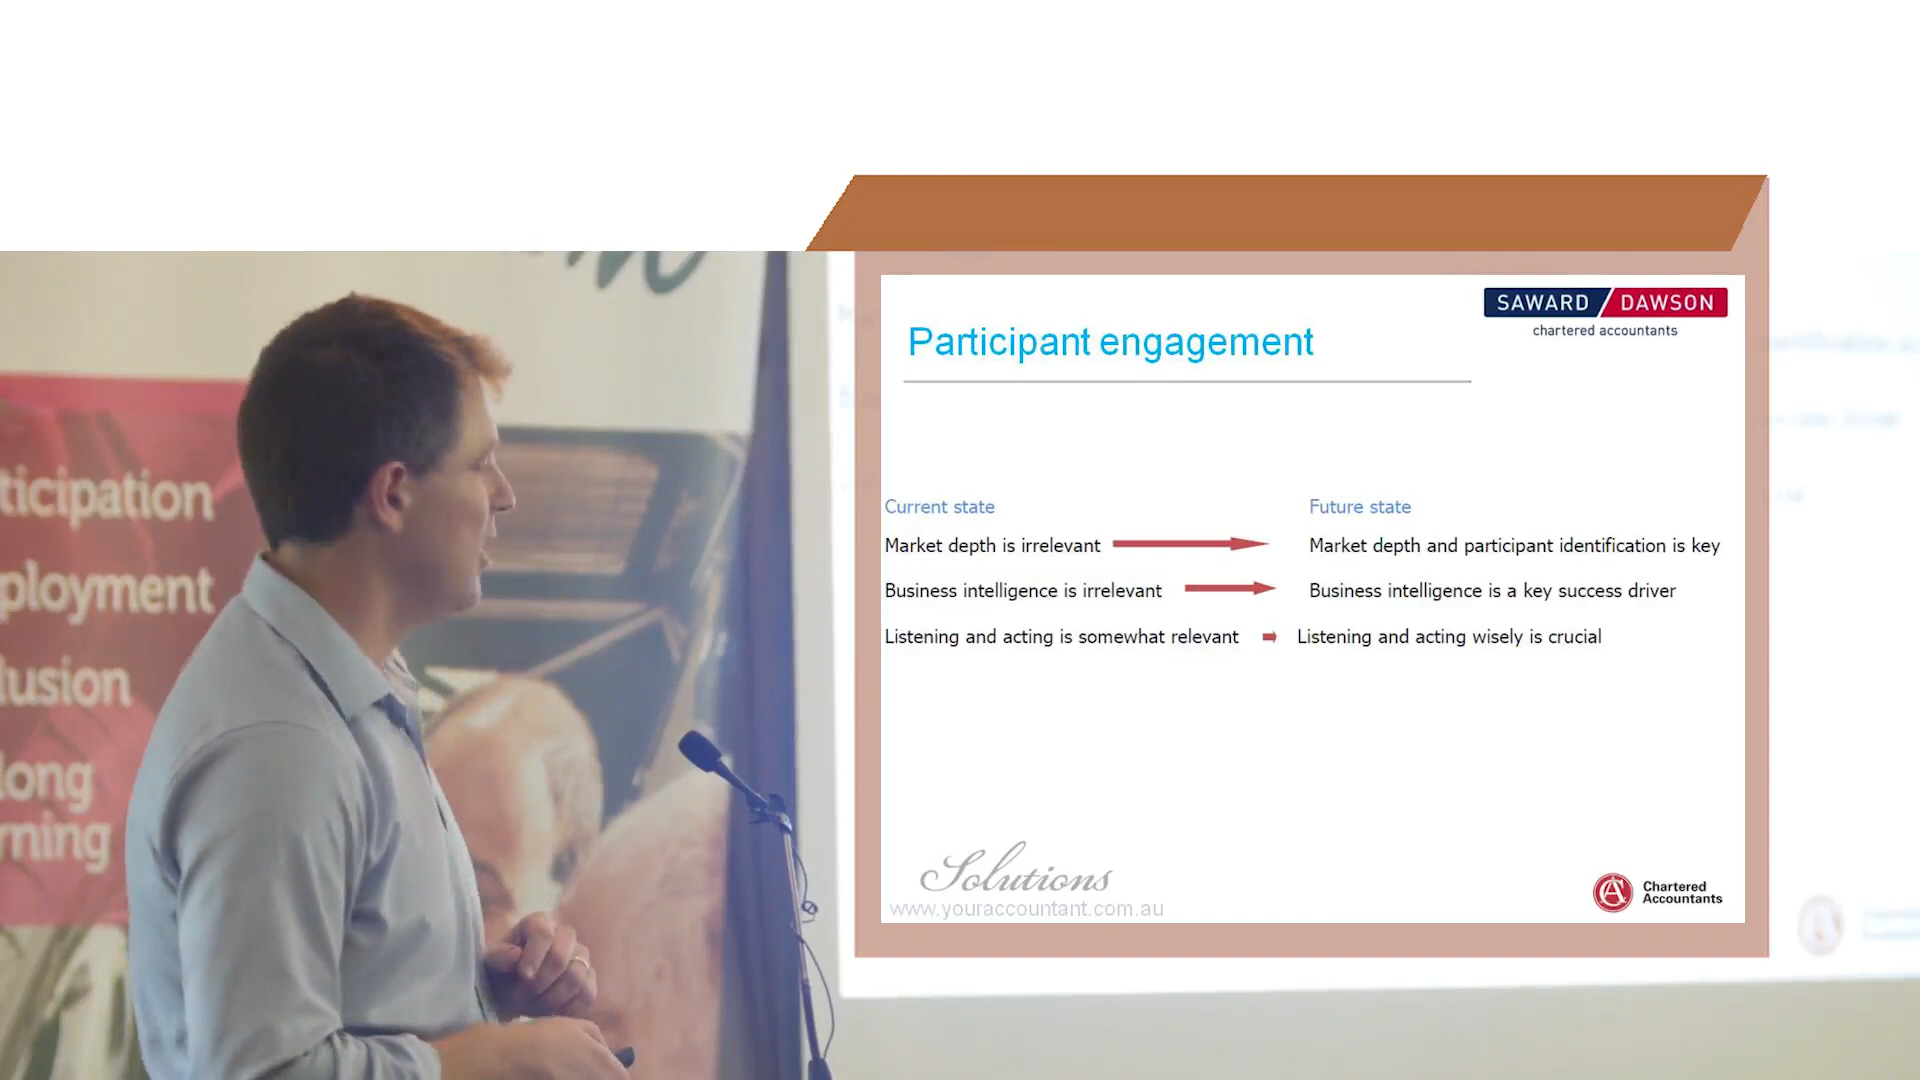 SAWARD DAWSON
chartered accountants
Participant engagement
Current state Future state
Market depth is irrelevant Market depth and participant identification is key
Business intelligence is irrelevant Business intelligence is a key success driver
Listening and acting is somewhat relevant Listening and acting wisely is crucial
Solutions
www.youraccountant.com.au
CA
Chartered
Accountants
ticipation
ployment
lusion
long
rning